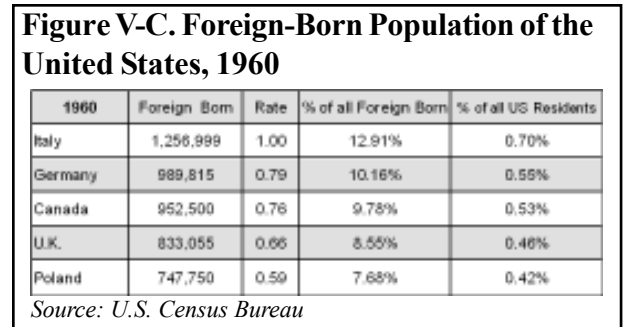 Figure V-C. Foreign-Born Population of the
United States, 1960
1960 Foreign Born Rate % of all Foreign Born % of all US Residents
Italy 1,256,999 1.00 12.91% 0.70%
Germany 989,815 0.79 10.16% 0.55%
Canada 952,500 0.76 9.78% 0.53%
U.K. 833,055 0.66 8.55% 0.46%
Poland 747,750 0.59 7.68% 0.42%
Source: U.S. Census Bureau